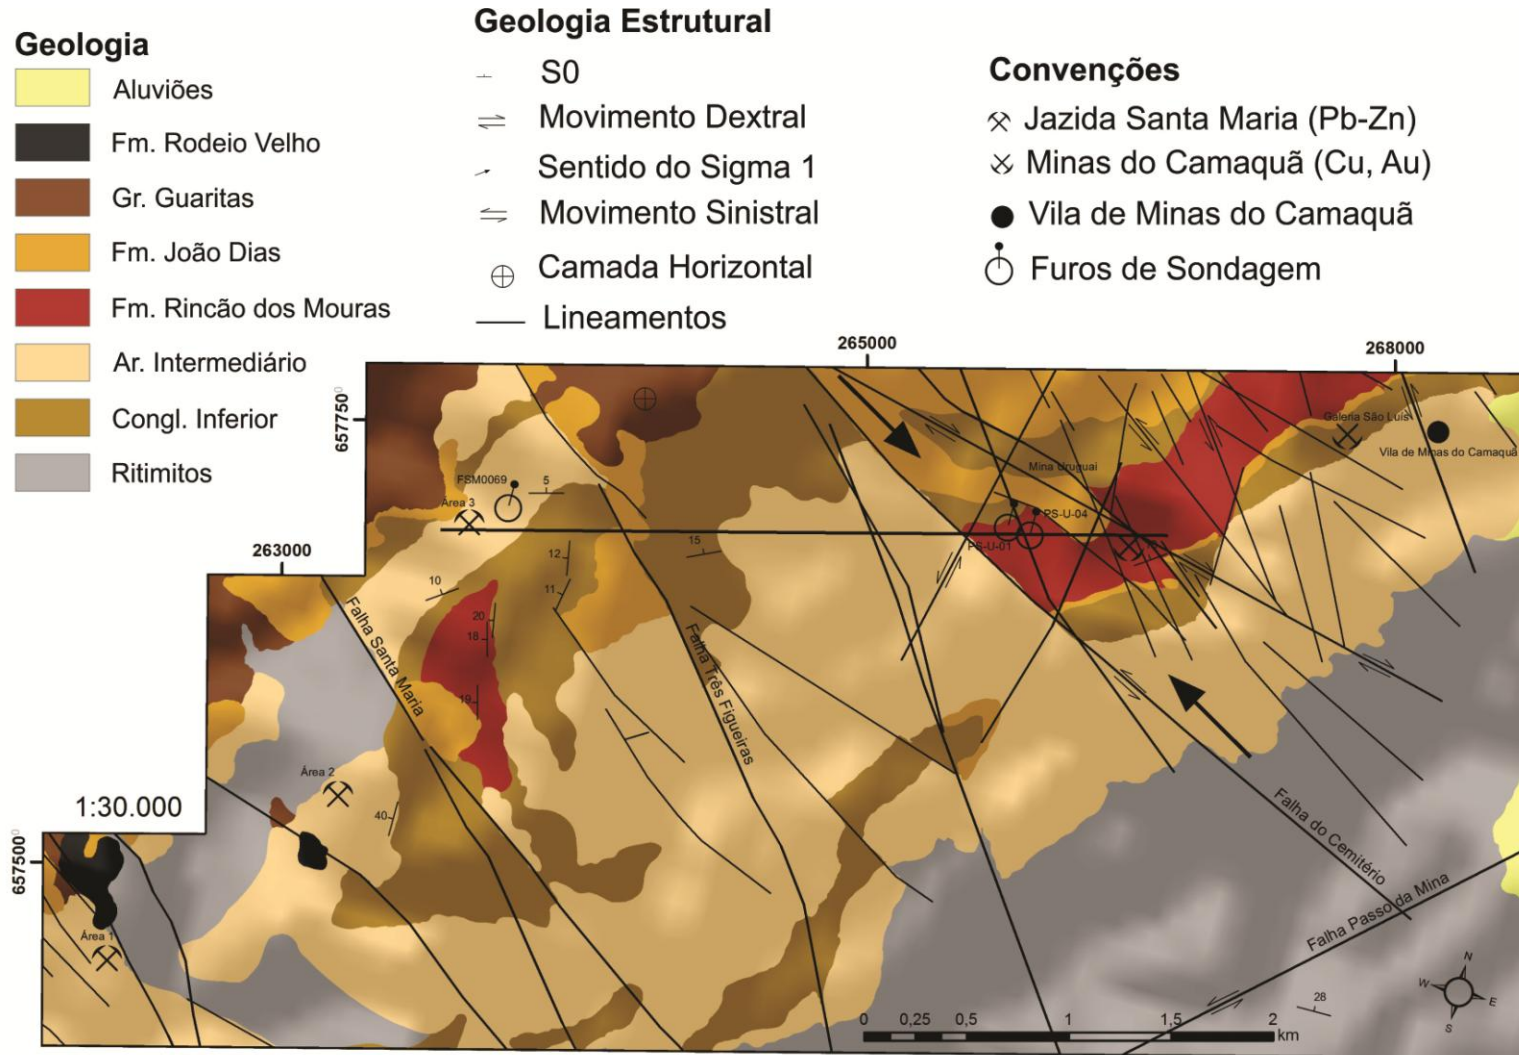 Geologia
Aluviões
Fm. Rodeio Velho
Gr. Guaritas
Fm. João Dias
Fm. Rincão dos Mouras
Ar. Intermediário
Congl. Inferior
Ritimitos
Geologia Estrutural
S0
Movimento Dextral
Sentido do Sigma 1
Movimento Sinistral
Camada Horizontal
Lineamentos
Convenções
Jazida Santa Maria (Pb-Zn)
Minas do Camaquã (Cu, Au)
Vila de Minas do Camaquã
Furos de Sondagem
265000
268000
657750
Galeria São Luís
Vila de Minas do Camaquã
Mina Uruguai
FSM0069
Área 3
5
PS-U-04
PS-U-01
263000
15
12
11
10
20
18
19
Falha Santa Maria
Falha Três Figueiras
Área 2
40
1:30.000
657500
Área 1
Falha do Cemitério
Falha Passo da Mina
28
N
W
E
S
0
0,25
0,5
1
1,5
2
km